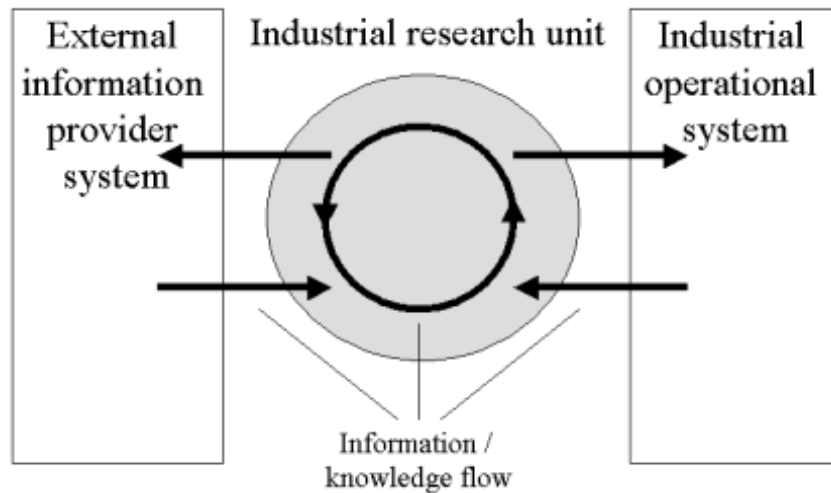 External
information
provider
system
Industrial research unit
Industrial
operational
system
Information /
knowledge flow